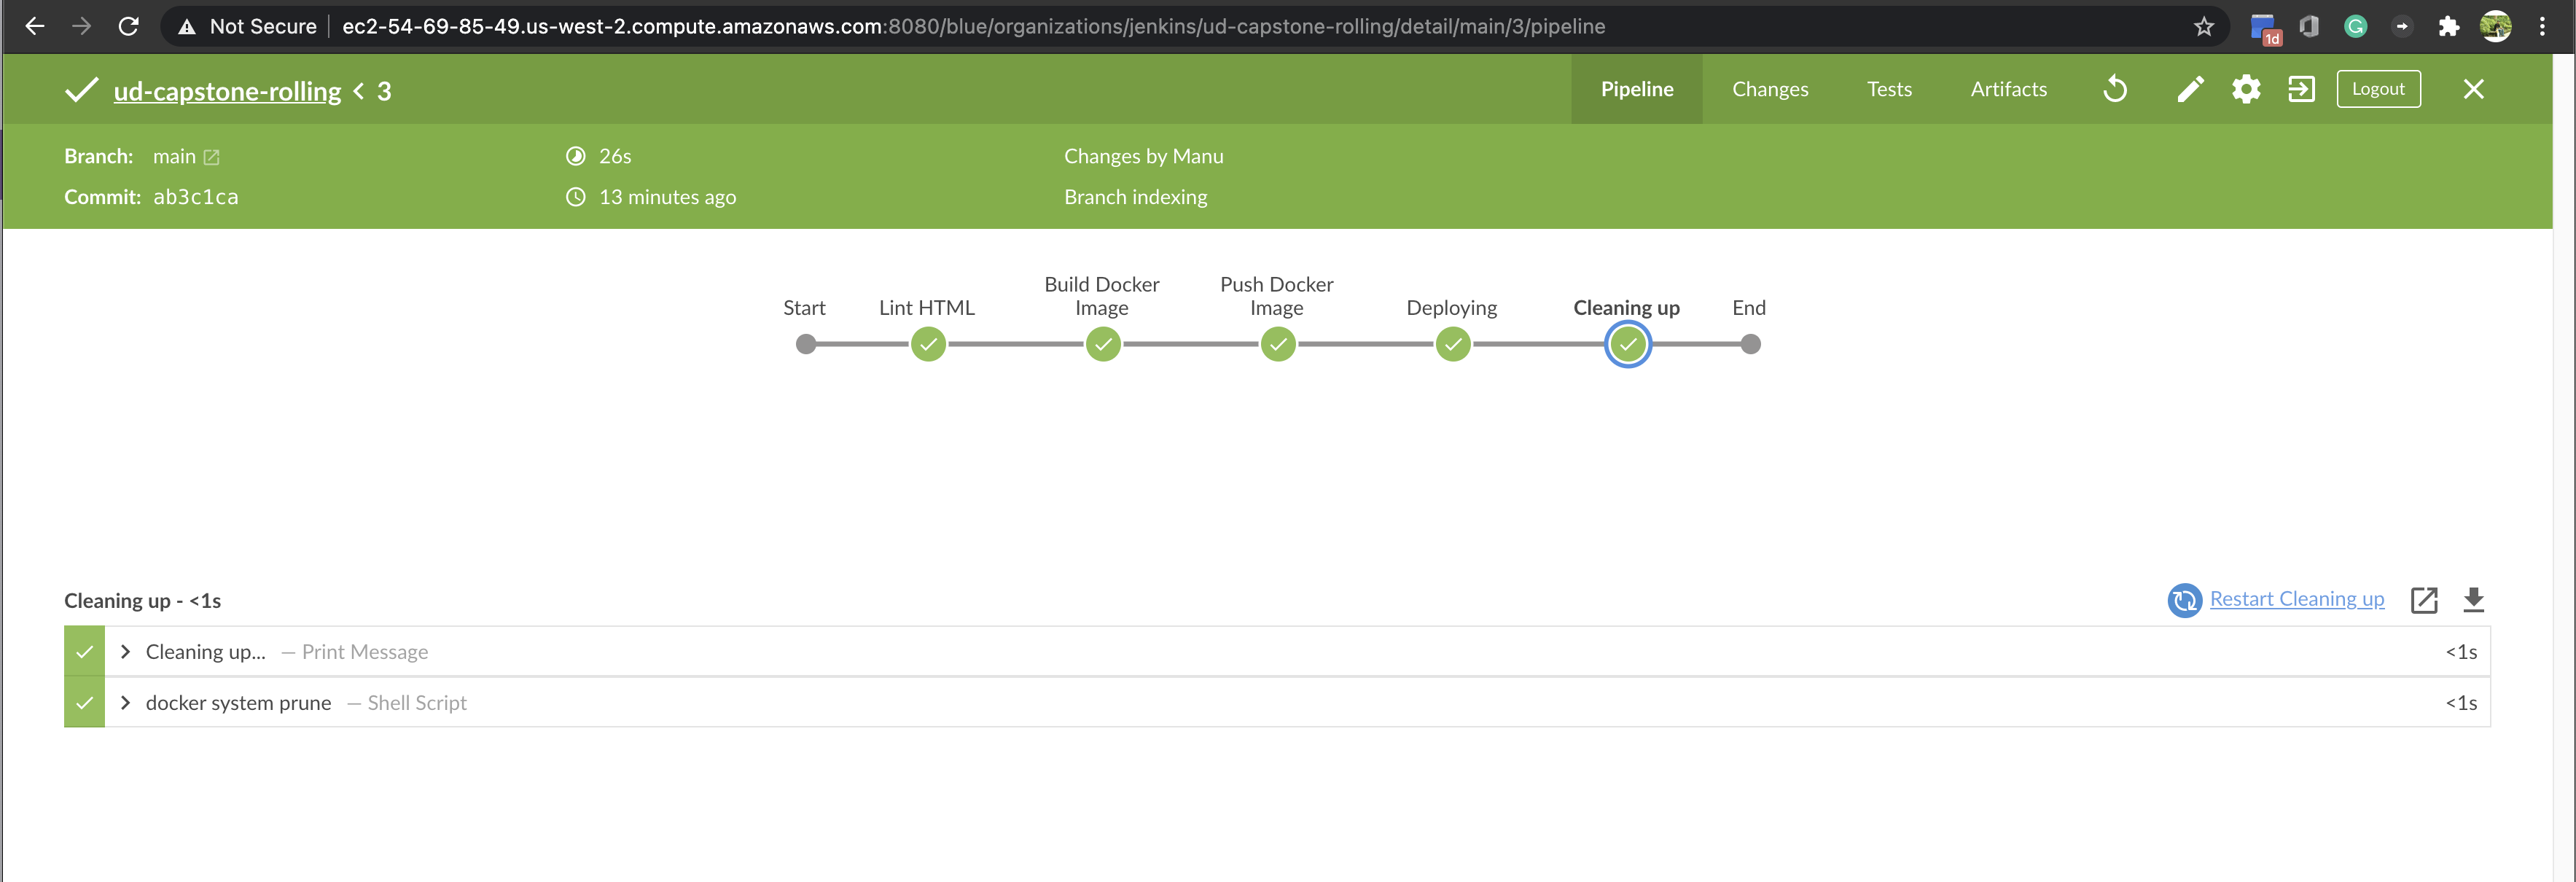 Not Secure ec2-54-69-85-49.us-west-2.compute.amazonaws.com:8080/blue/organizations/jenkins/ud-capstone-rolling/detail/main/3/pipeline
1d
ud-capstone-rolling < 3
Pipeline Changes Tests Artifacts Logout
Branch: main 26s Changes by Manu
Commit: ab3c1ca 13 minutes ago Branch indexing
Start Lint HTML Build Docker Image Push Docker Image Deploying Cleaning up End
Cleaning up - <1s Restart Cleaning up
Cleaning up... — Print Message <1s
docker system prune — Shell Script <1s